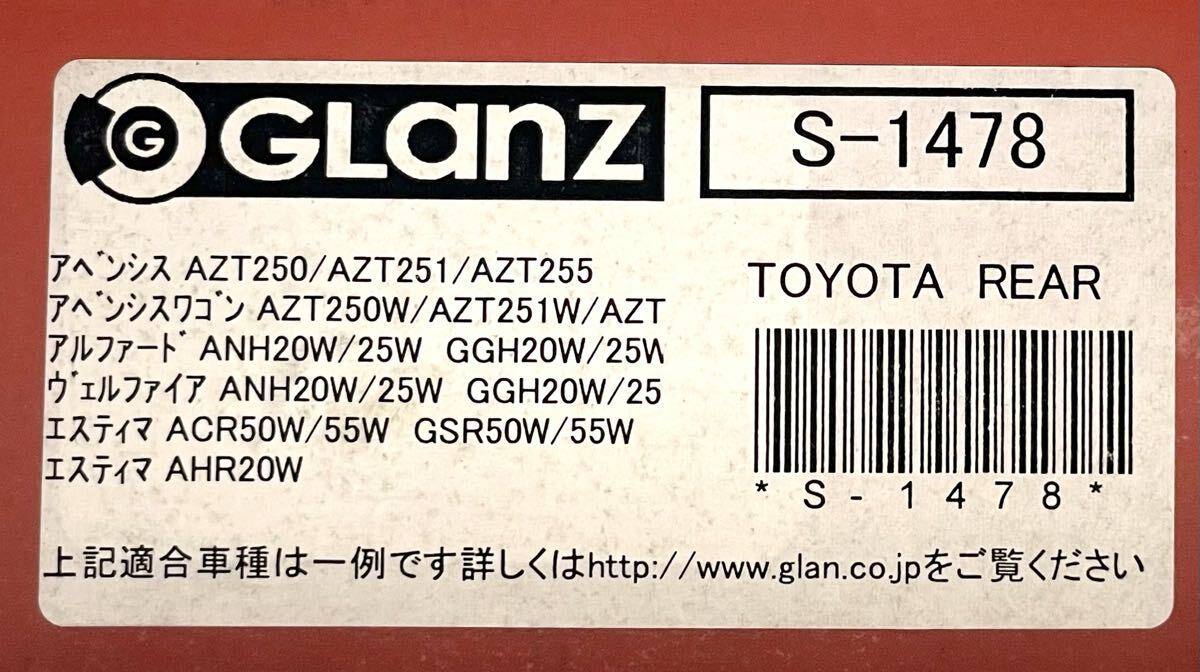 G GLanz
S-1478
アベンシス AZT250/AZT251/AZT255
アベンシスワゴン AZT250W/AZT251W/AZT
アルファード ANH20W/25W GGH20W/25W
ヴェルファイア ANH20W/25W GGH20W/25
エスティマ ACR50W/55W GSR50W/55W
エスティマ AHR20W
TOYOTA REAR
*S-1478*
上記適合車種は一例です詳しくはhttp://www.glan.co.jpをご覧ください